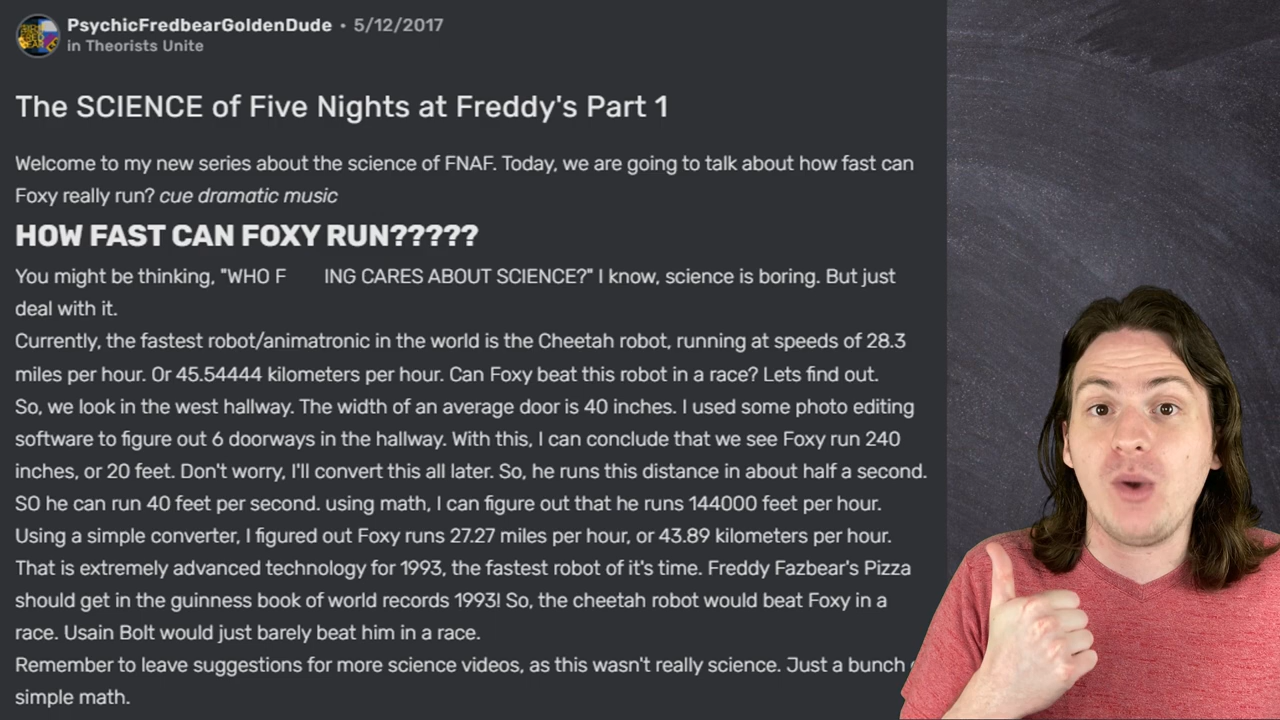 PsychicFredbearGoldenDude • 5/12/2017
in Theorists Unite
The SCIENCE of Five Nights at Freddy's Part 1
Welcome to my new series about the science of FNAF. Today, we are going to talk about how fast can
Foxy really run? cue dramatic music
HOW FAST CAN FOXY RUN?????
You might be thinking, "WHO F ING CARES ABOUT SCIENCE?" I know, science is boring. But just
deal with it.
Currently, the fastest robot/animatronic in the world is the Cheetah robot, running at speeds of 28.3
miles per hour. Or 45.54444 kilometers per hour. Can Foxy beat this robot in a race? Lets find out.
So, we look in the west hallway. The width of an average door is 40 inches. I used some photo editing
software to figure out 6 doorways in the hallway. With this, I can conclude that we see Foxy run 240
inches, or 20 feet. Don't worry, I'll convert this all later. So, he runs this distance in about half a second.
SO he can run 40 feet per second. using math, I can figure out that he runs 144000 feet per hour.
Using a simple converter, I figured out Foxy runs 27.27 miles per hour, or 43.89 kilometers per hour.
That is extremely advanced technology for 1993, the fastest robot of it's time. Freddy Fazbear's Pizza
should get in the guinness book of world records 1993! So, the cheetah robot would beat Foxy in a
race. Usain Bolt would just barely beat him in a race.
Remember to leave suggestions for more science videos, as this wasn't really science. Just a bunch
simple math.